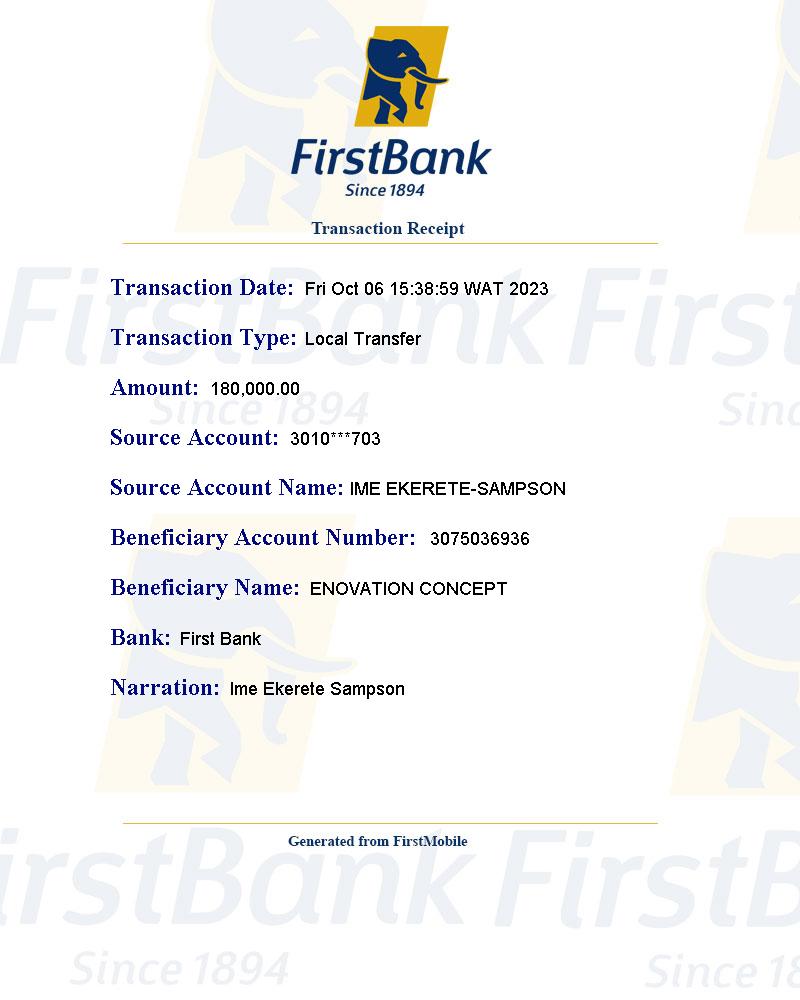 FirstBank
Since 1894
Transaction Receipt
Transaction Date: Fri Oct 06 15:38:59 WAT 2023
Transaction Type: Local Transfer
Amount: 180,000.00
Source Account: 3010***703
Source Account Name: IME EKERETE-SAMPSON
Beneficiary Account Number: 3075036936
Beneficiary Name: ENOVATION CONCEPT
Bank: First Bank
Narration: Ime Ekerete Sampson
Generated from FirstMobile